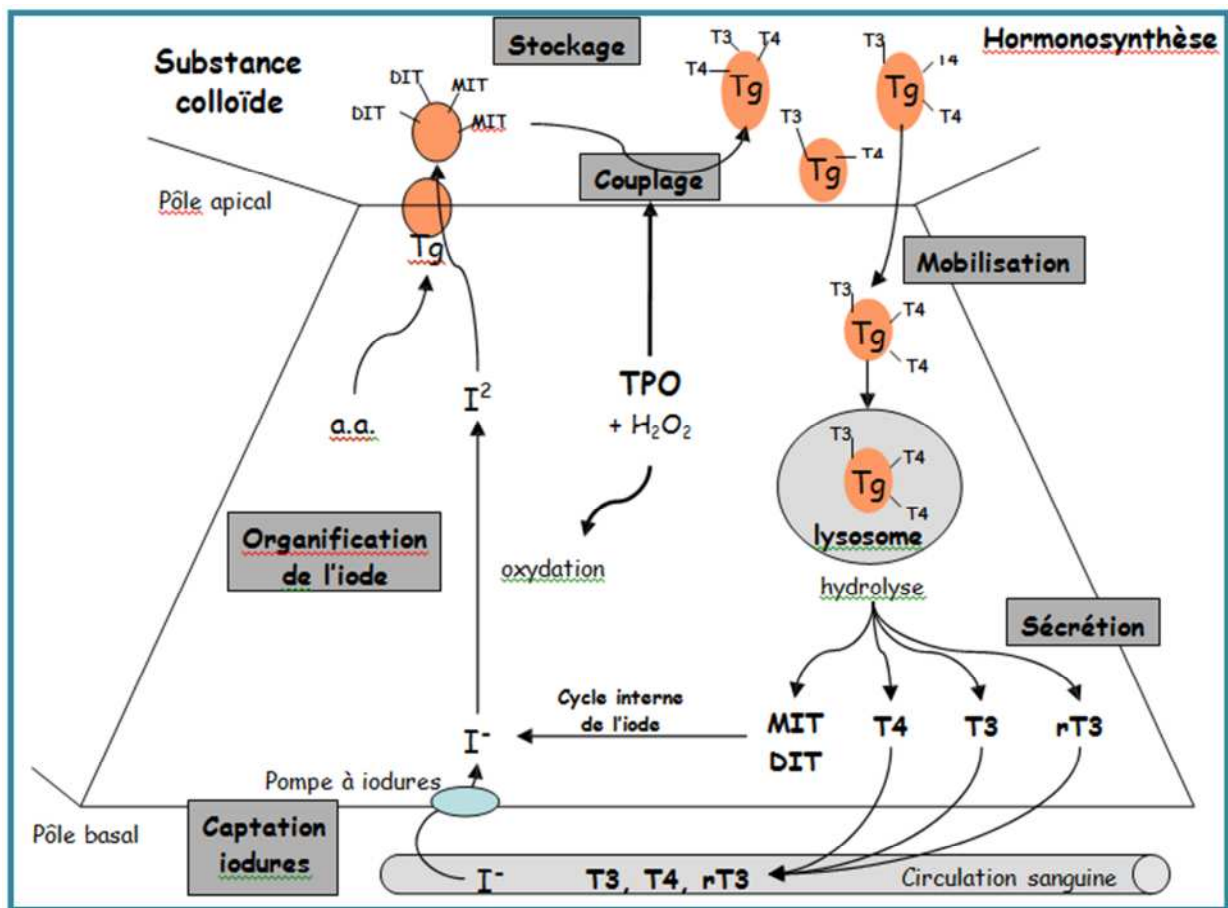 Stockage
Hormonosynthèse
Substance
colloïde
DIT
DIT
MIT
MIT
T3
T4
T4
Tg
T3
T4
T4
Tg
T3
T4
Tg
Couplage
Pôle apical
Tg
Mobilisation
T3
T4
T4
Tg
a.a.
I²
TPO
+ H₂O₂
T3
T4
T4
Tg
lysosome
Organification
de l'iode
oxydation
hydrolyse
Sécrétion
Cycle interne
de l'iode
I⁻
MIT
DIT
T4
T3
rT3
Pompe à iodures
Pôle basal
Captation
iodures
I⁻
T3, T4, rT3
Circulation sanguine